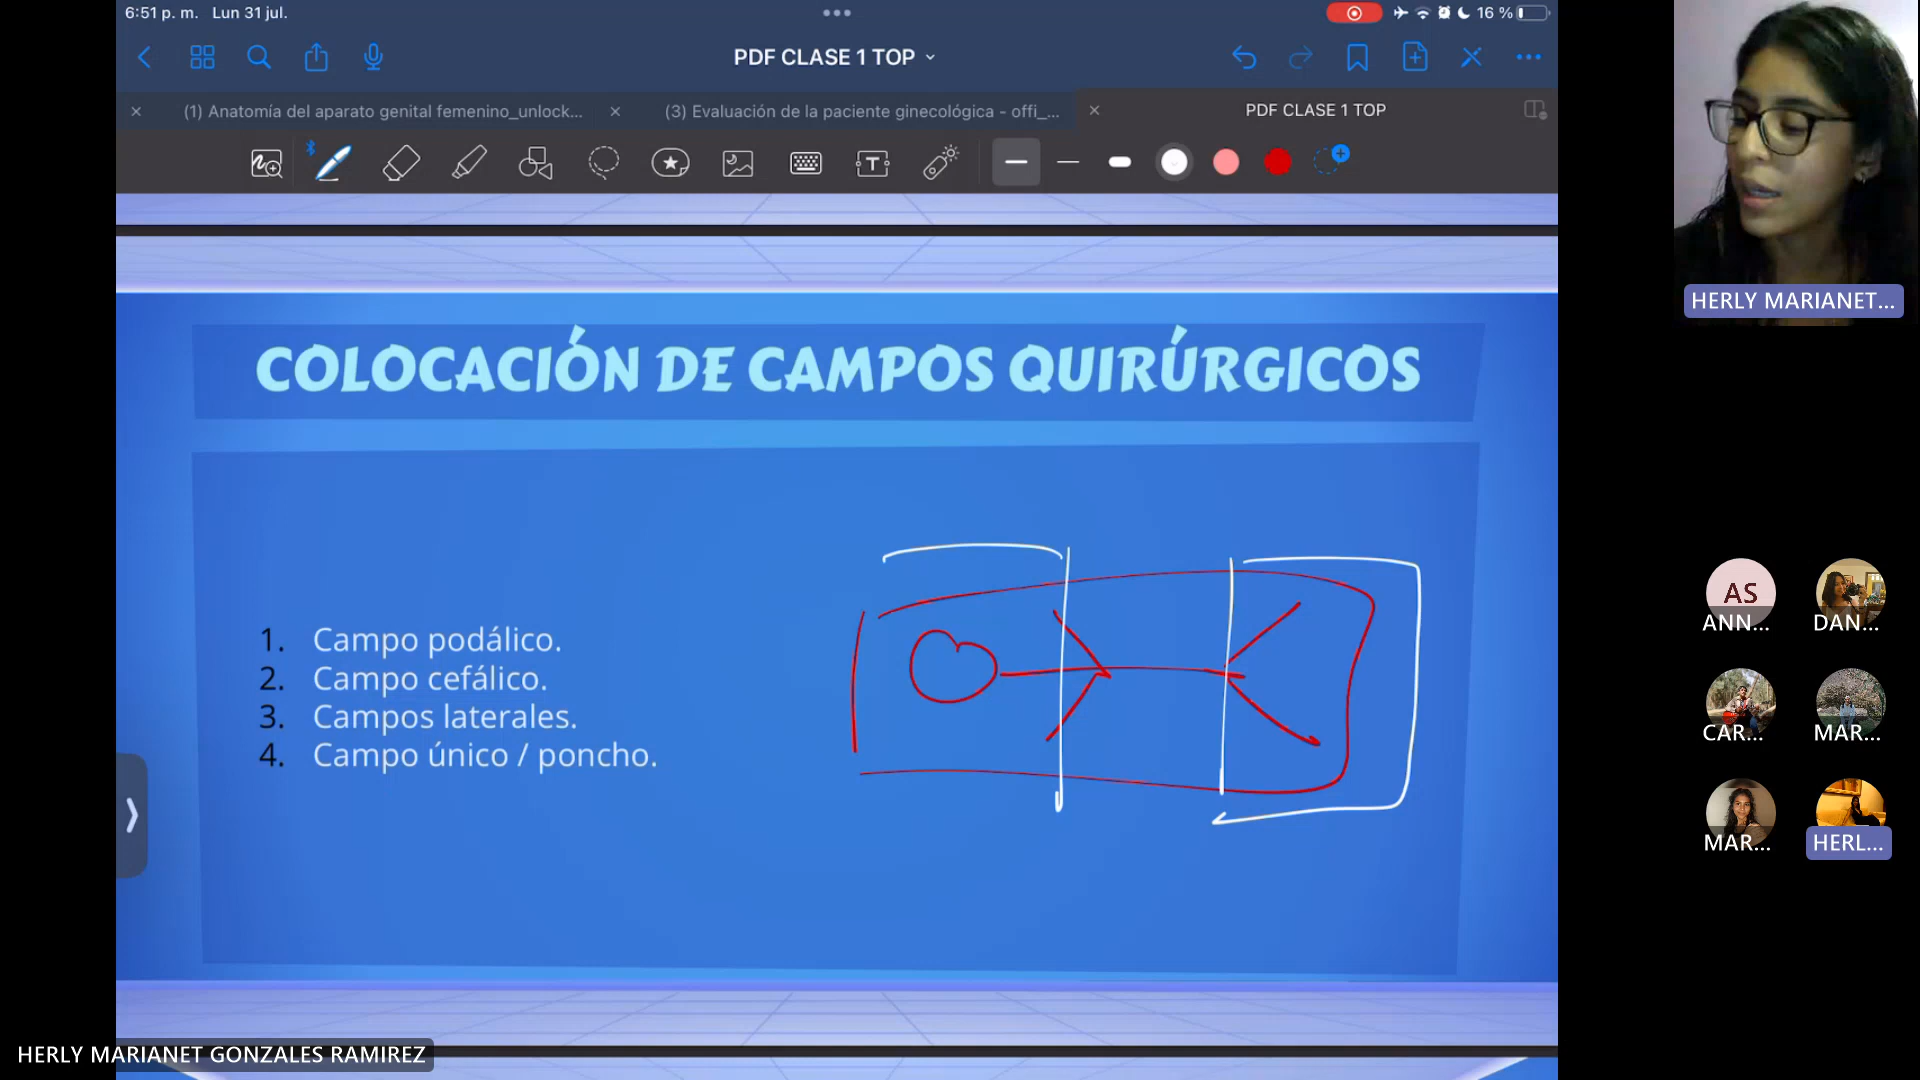 6:51 p. m. Lun 31 jul.
16 %
PDF CLASE 1 TOP
(1) Anatomía del aparato genital femenino_unlock...
(3) Evaluación de la paciente ginecológica - offi_...
PDF CLASE 1 TOP
T
COLOCACIÓN DE CAMPOS QUIRÚRGICOS
1. Campo podálico.
2. Campo cefálico.
3. Campos laterales.
4. Campo único / poncho.
HERLY MARIANET...
AS
ANN...
DAN...
CAR...
MAR...
MAR...
HERL...
HERLY MARIANET GONZALES RAMIREZ